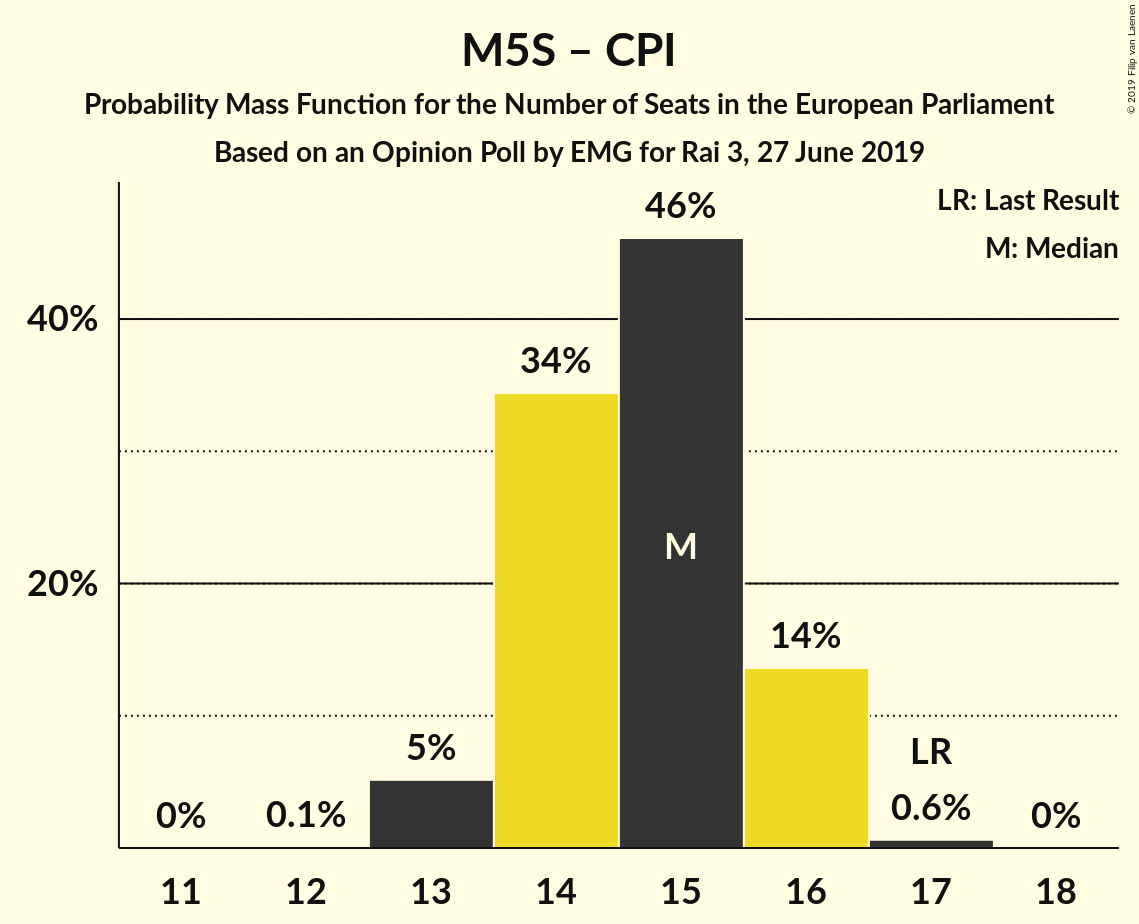 M5S – CPI
Probability Mass Function for the Number of Seats in the European Parliament
Based on an Opinion Poll by EMG for Rai 3, 27 June 2019
© 2019 Filip van Laenen
LR: Last Result
M: Median
46%
40%
34%
M
20%
14%
5%
LR
0%
0.1%
0.6%
0%
11 12 13 14 15 16 17 18